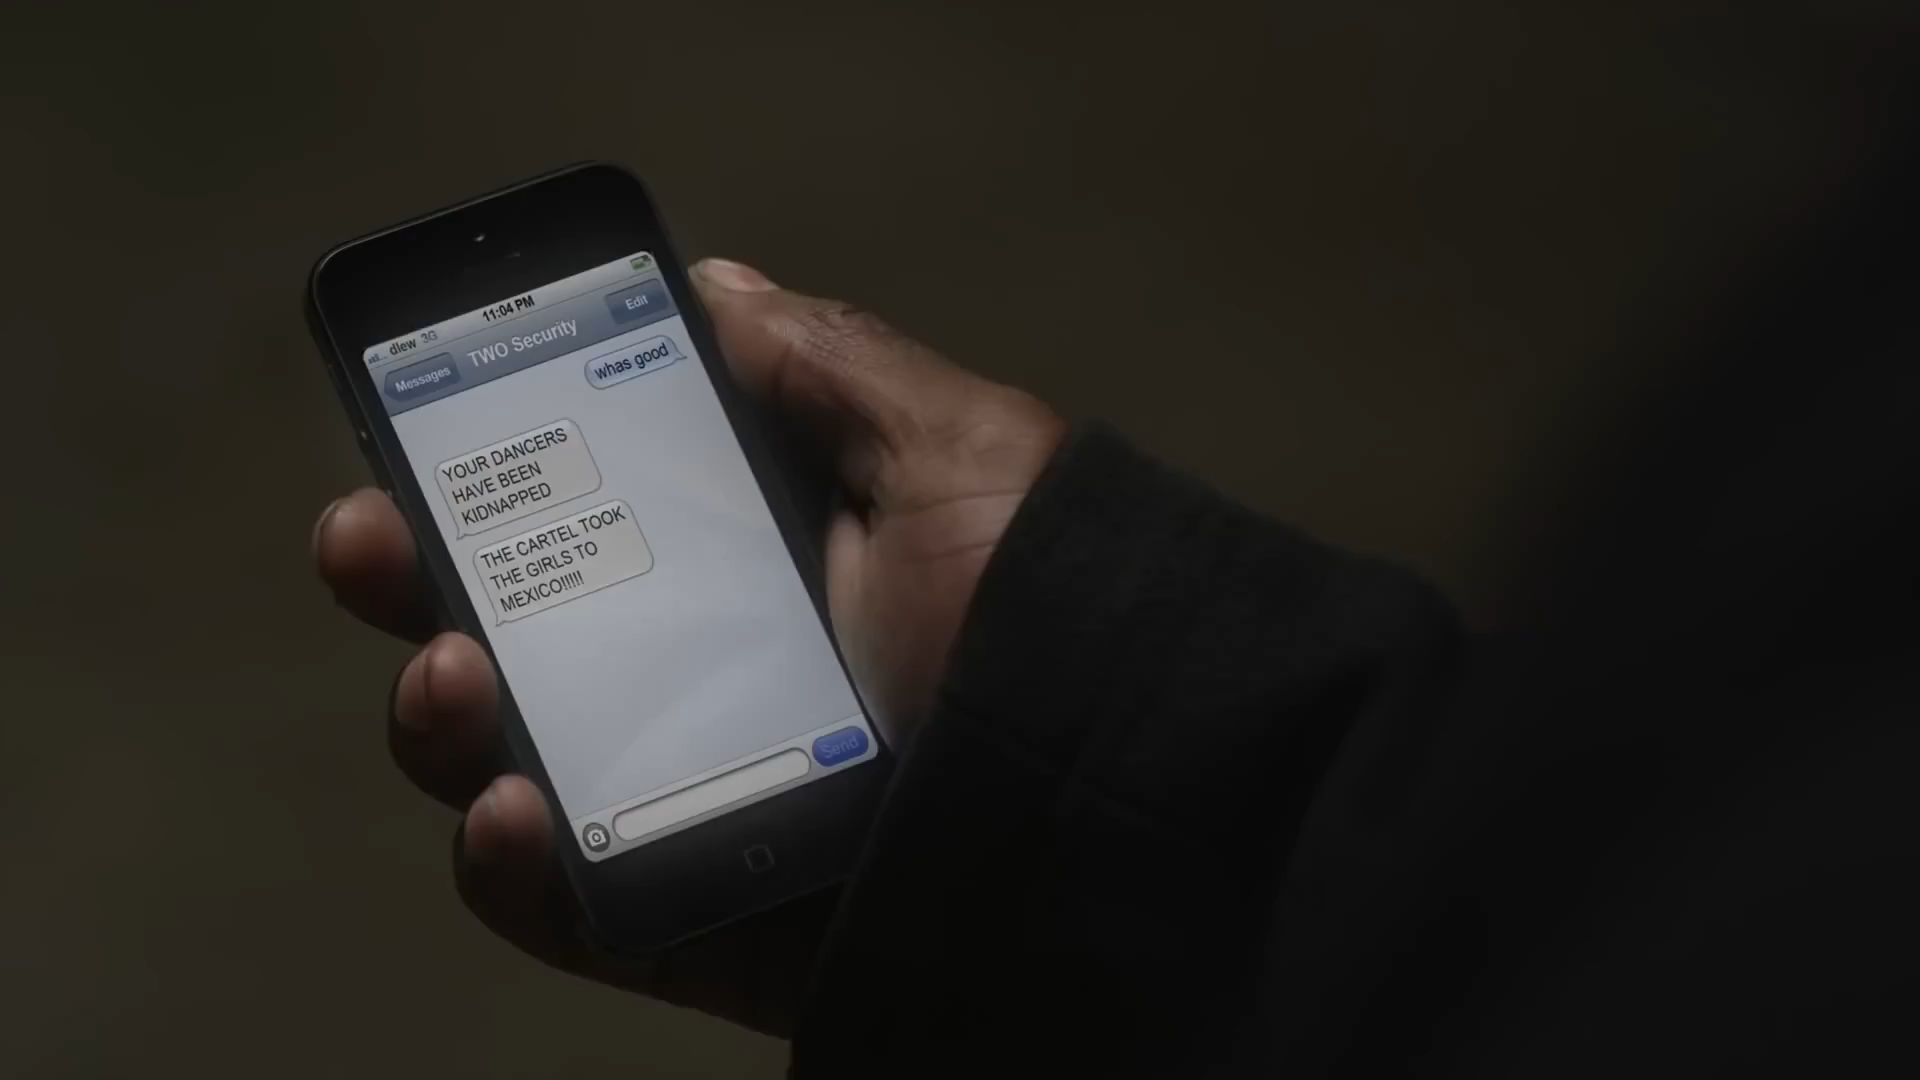 dlew 3G 11:04 PM
Messages TWO Security Edit
whas good
YOUR DANCERS
HAVE BEEN
KIDNAPPED
THE CARTEL TOOK
THE GIRLS TO
MEXICO!!!!!
Send